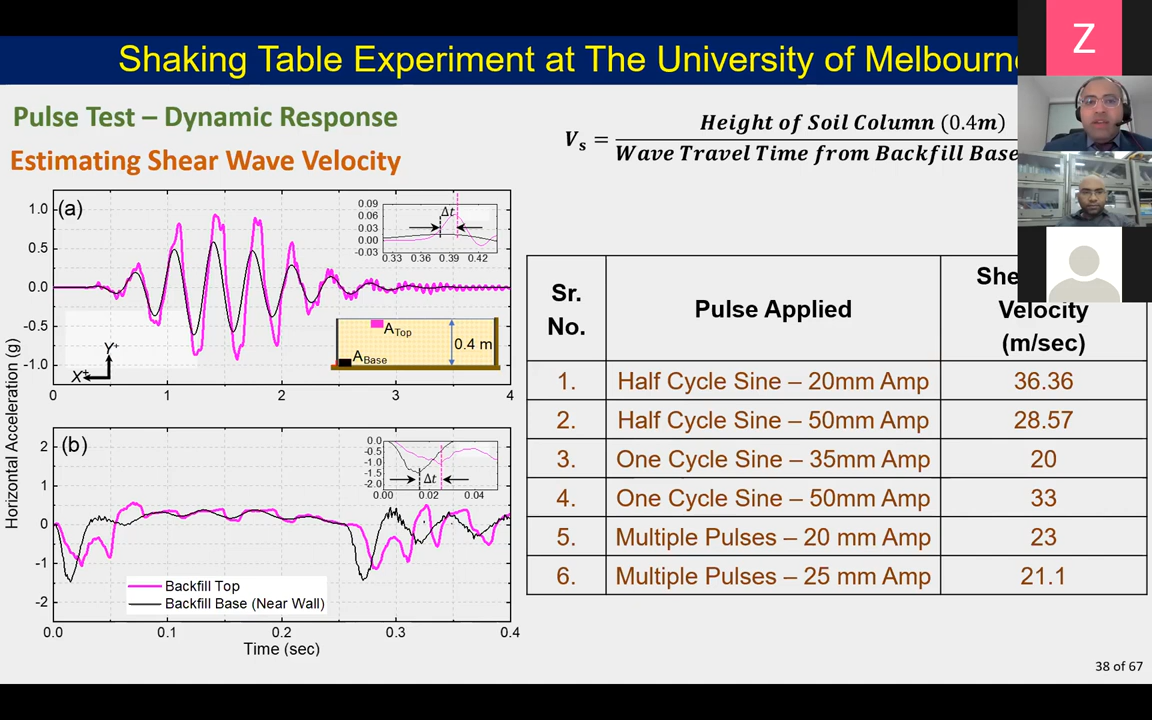 Shaking Table Experiment at The University of Melbourn
Z
Pulse Test – Dynamic Response
Estimating Shear Wave Velocity
Vs = Height of Soil Column (0.4m)
Wave Travel Time from Backfill Base
(a)
1.0
0.5
0.0
-0.5
-1.0
0.09
0.06
0.03
0.00
-0.03
Δt
0.33 0.36 0.39 0.42
ATop
ABase
0.4 m
Y+
X+
0 1 2 3 4
(b)
2
1
0
-1
-2
0.0
-0.5
-1.0
-1.5
-2.0
Δt
0.00 0.02 0.04
Backfill Top
Backfill Base (Near Wall)
0.0 0.1 0.2 0.3 0.4
Time (sec)
Horizontal Acceleration (g)
Sr. No. Pulse Applied Velocity (m/sec)
1. Half Cycle Sine – 20mm Amp 36.36
2. Half Cycle Sine – 50mm Amp 28.57
3. One Cycle Sine – 35mm Amp 20
4. One Cycle Sine – 50mm Amp 33
5. Multiple Pulses – 20 mm Amp 23
6. Multiple Pulses – 25 mm Amp 21.1
38 of 67